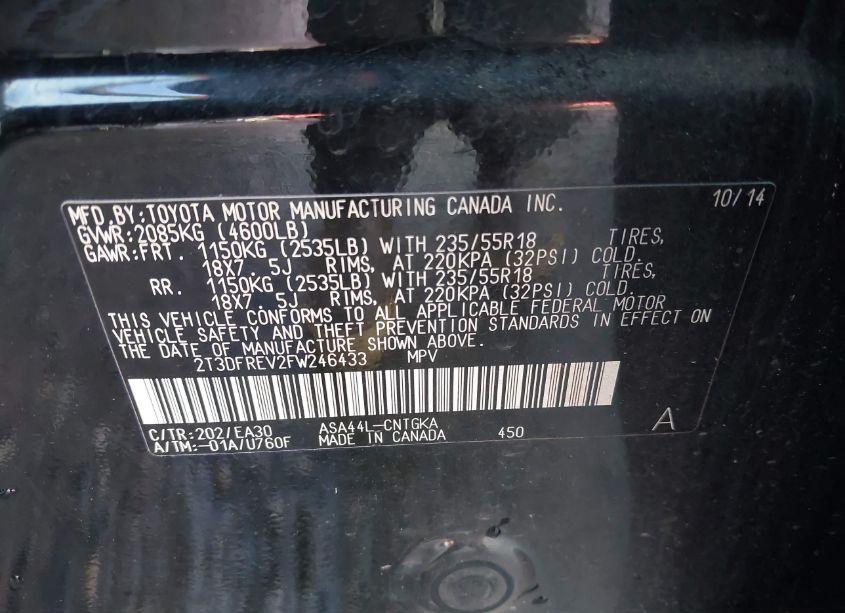 MFD.BY:TOYOTA MOTOR MANUFACTURING CANADA INC. 10/14
GVWR:2085KG (4600LB)
GAWR:FRT. 1150KG (2535LB) WITH 235/55R18 TIRES,
18X7. 5J RIMS, AT 220KPA (32PSI) COLD.
RR. 1150KG (2535LB) WITH 235/55R18 TIRES,
18X7. 5J RIMS, AT 220KPA (32PSI) COLD.
THIS VEHICLE CONFORMS TO ALL APPLICABLE FEDERAL MOTOR
VEHICLE SAFETY AND THEFT PREVENTION STANDARDS IN EFFECT ON
THE DATE OF MANUFACTURE SHOWN ABOVE.
2T3DFREV2FW246433 MPV
C/TR:202/EA30 ASA44L-CNTGKA
A/TM:-01A/U760F MADE IN CANADA 450 A